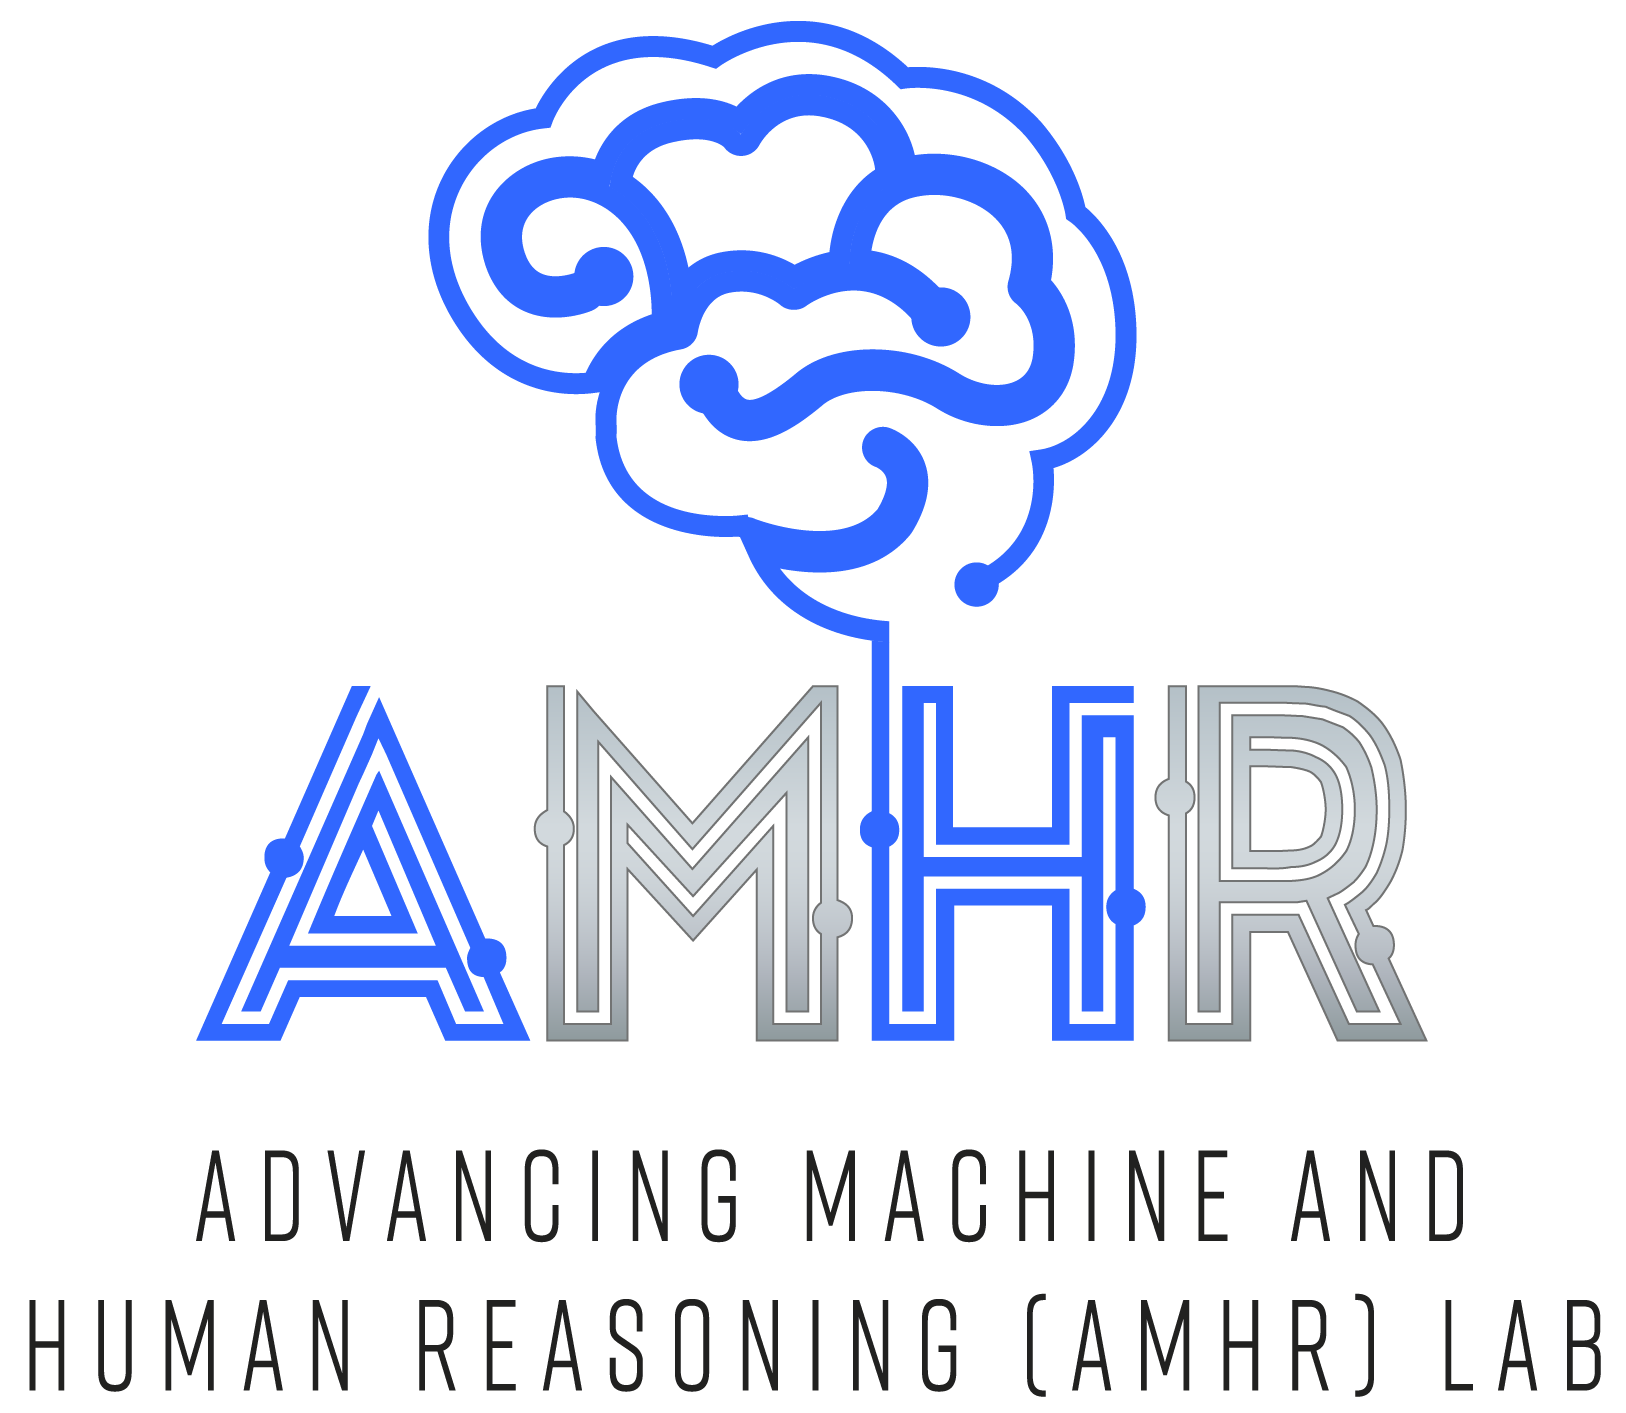 AMHR
ADVANCING MACHINE AND
HUMAN REASONING (AMHR) LAB